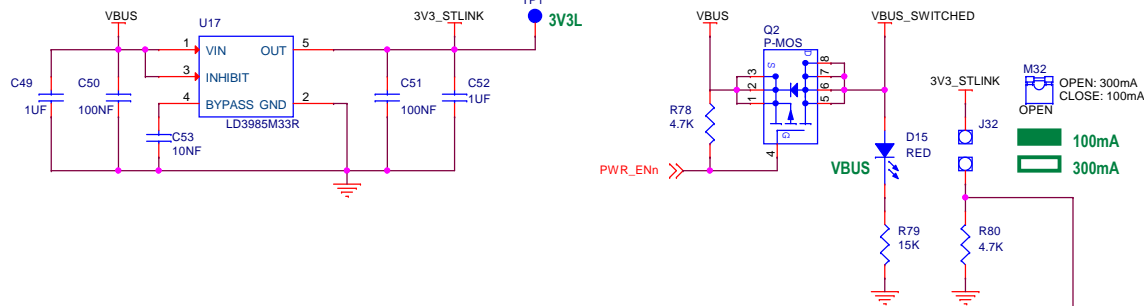 VBUS
U17
3V3_STLINK
3V3L
1
VIN
OUT
5
3
INHIBIT
4
BYPASS
GND
2
LD3985M33R
C49
1UF
C50
100NF
C53
10NF
C51
100NF
C52
1UF
VBUS
Q2
P-MOS
VBUS_SWITCHED
S
D
G
3
2
1
8
7
6
5
4
R78
4.7K
PWR_ENn
D15
RED
VBUS
R79
15K
3V3_STLINK
J32
R80
4.7K
M32
OPEN: 300mA
CLOSE: 100mA
OPEN
100mA
300mA